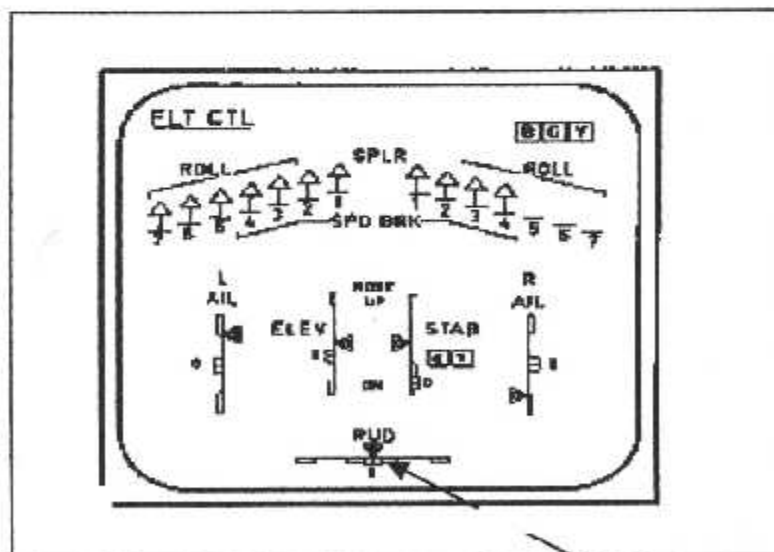 FLT CTL
B G Y
SPLR
ROLL ROLL
7 6 5 4 3 2 1 1 2 3 4 5 6 7
SPD BRK
L R
AIL AIL
NOSE
UP
ELEV STAB
DN
RUD